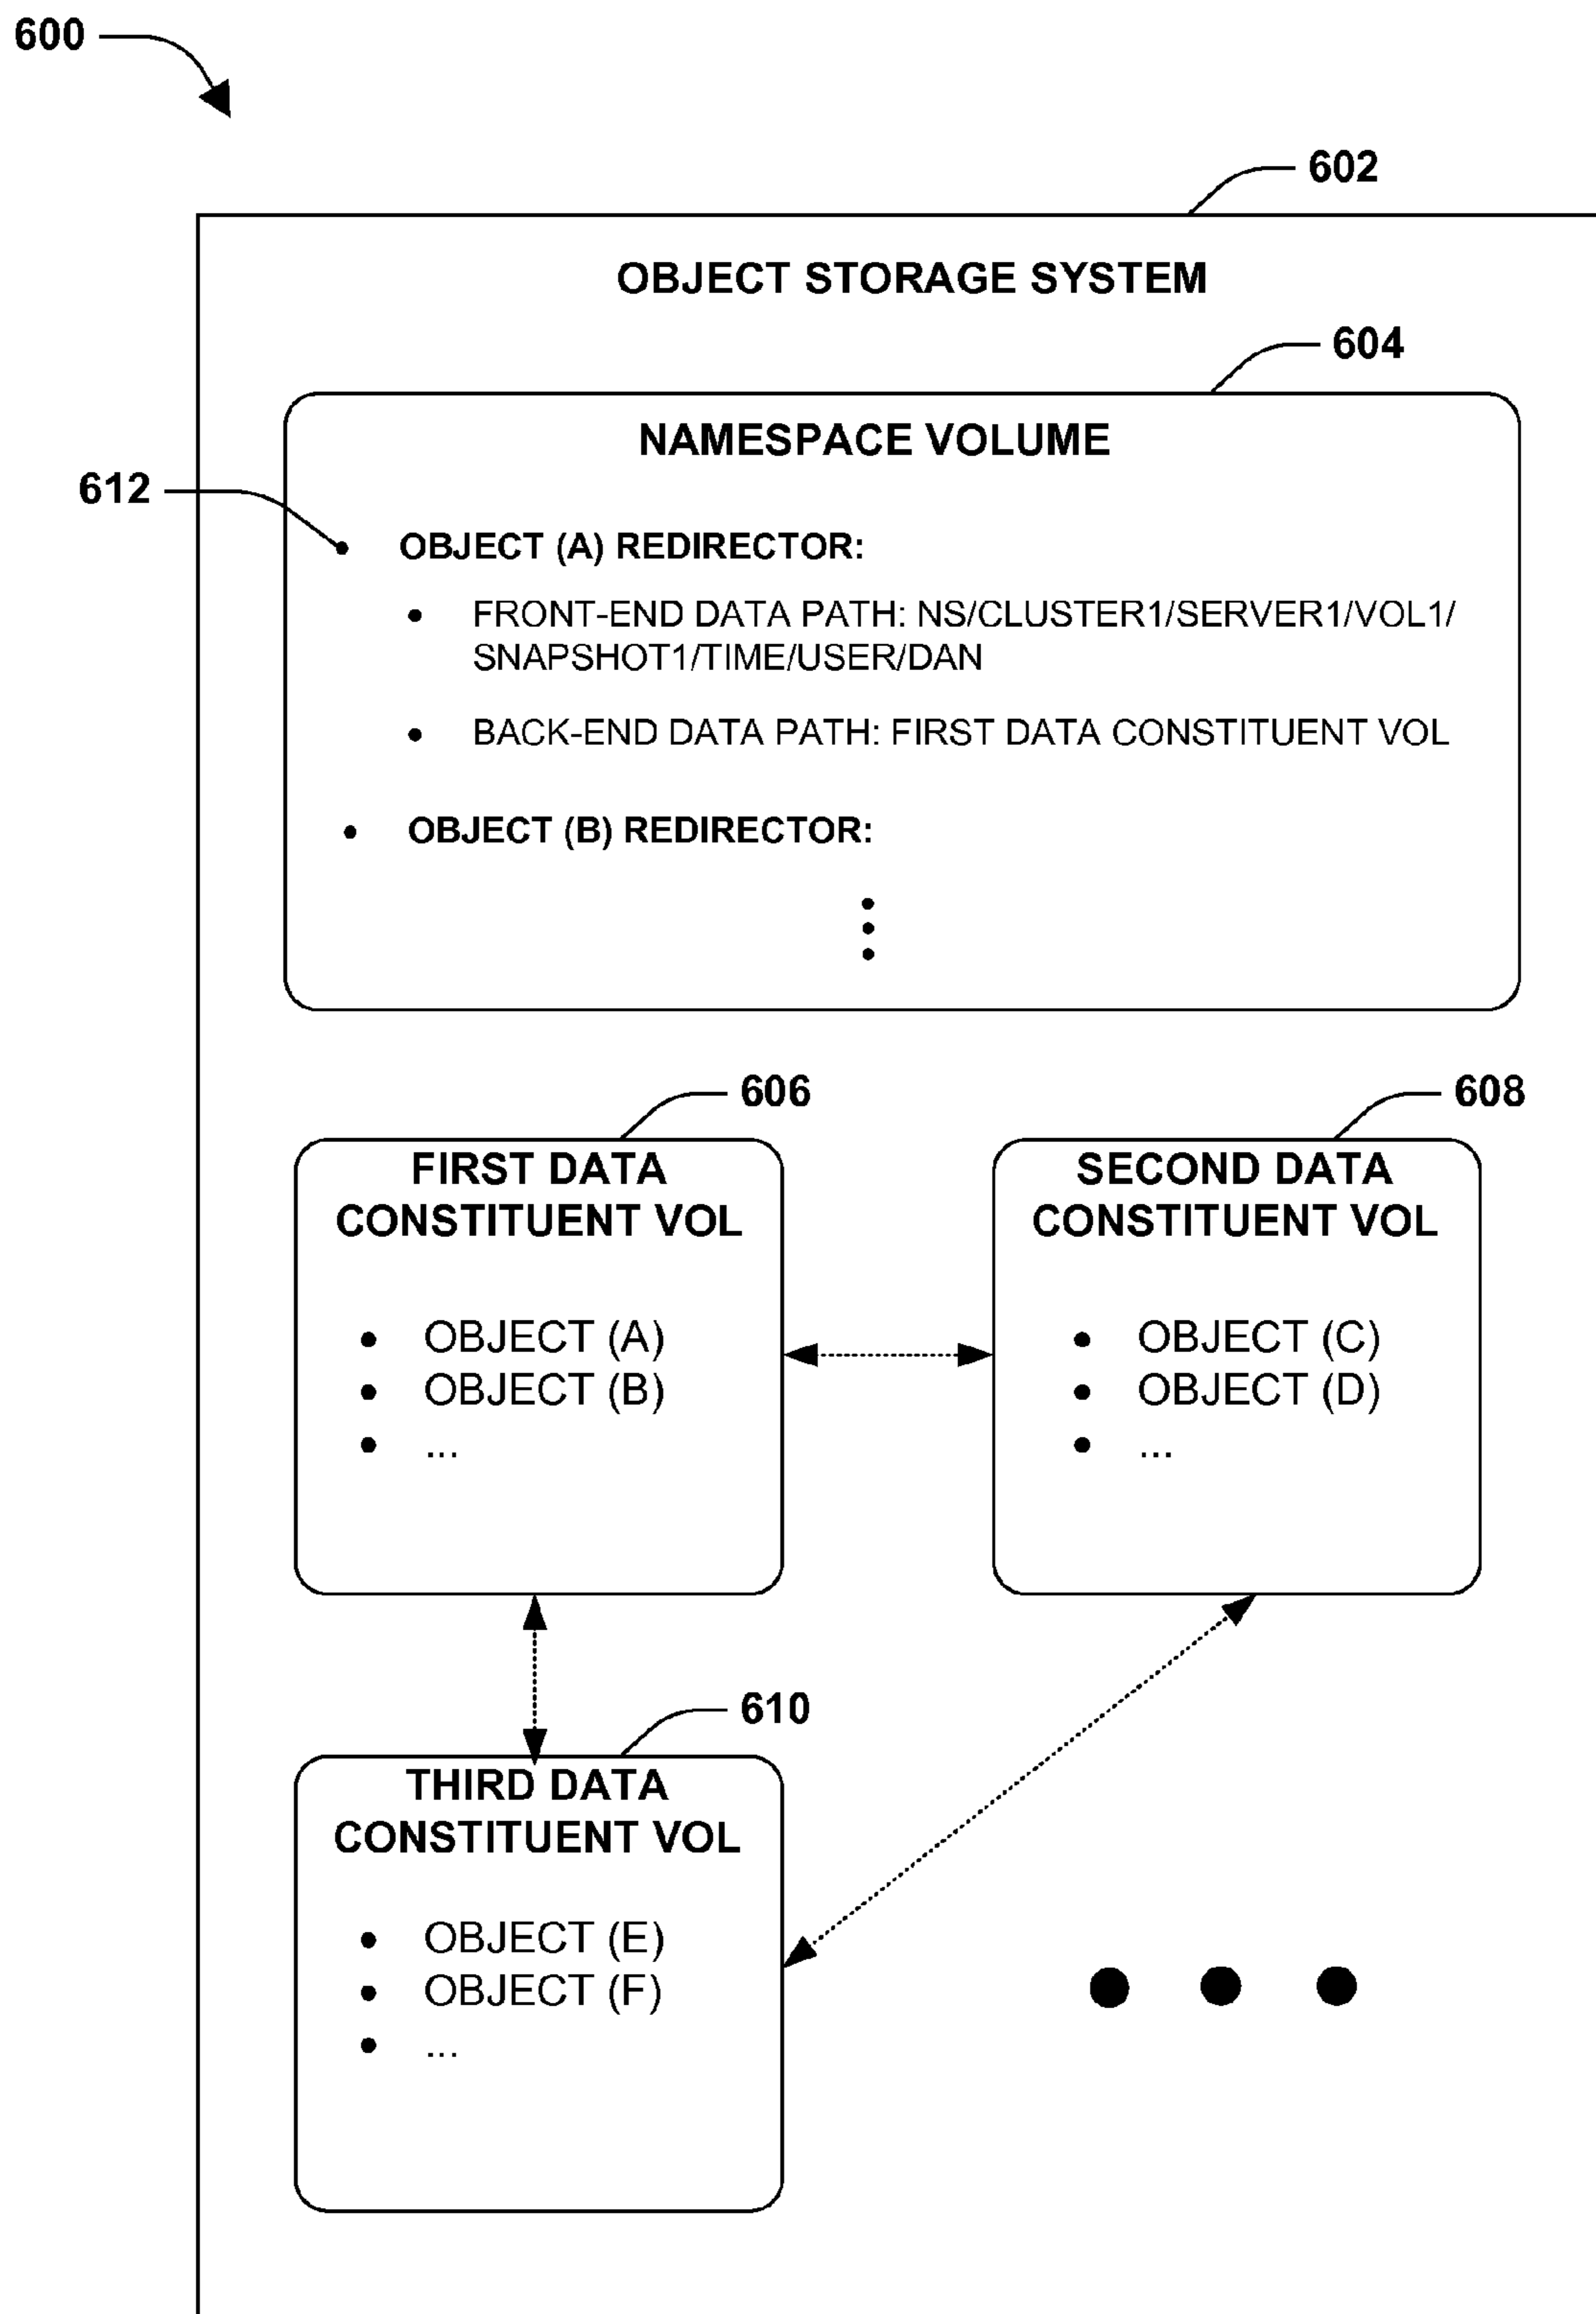 600
602
OBJECT STORAGE SYSTEM
604
NAMESPACE VOLUME
612
• OBJECT (A) REDIRECTOR:
• FRONT-END DATA PATH: NS/CLUSTER1/SERVER1/VOL1/
SNAPSHOT1/TIME/USER/DAN
• BACK-END DATA PATH: FIRST DATA CONSTITUENT VOL
• OBJECT (B) REDIRECTOR:
606
FIRST DATA
CONSTITUENT VOL
• OBJECT (A)
• OBJECT (B)
• ...
608
SECOND DATA
CONSTITUENT VOL
• OBJECT (C)
• OBJECT (D)
• ...
610
THIRD DATA
CONSTITUENT VOL
• OBJECT (E)
• OBJECT (F)
• ...